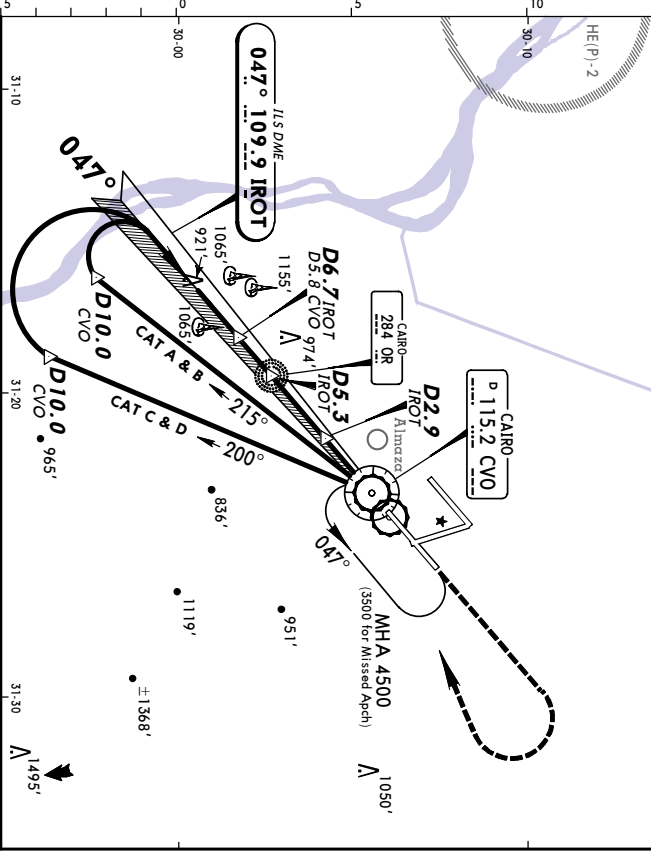 5
0
5
10
30-00
30-10
31-10
31-20
31-30
HE(P)-2
ILS DME
047° 109.9 IROT
047°
1065'
921'
1155'
1065'
974'
D6.7 IROT
D5.8 CVO
CAIRO
284 OR
D5.3
IROT
D2.9
IROT
Almaza
CAIRO
D 115.2 CVO
D10.0
CVO
D10.0
CVO
CAT A & B
215°
CAT C & D
200°
047°
MHA 4500
(3500 for Missed Apch)
965'
836'
1119'
951'
±1368'
1495'
1050'